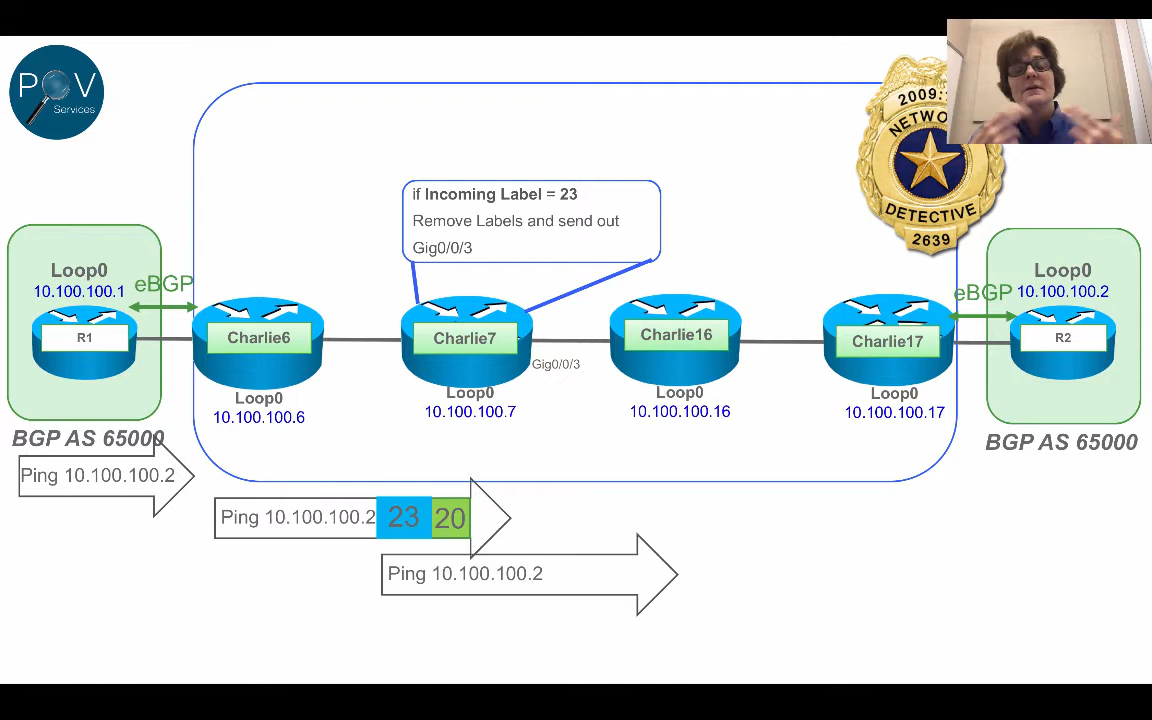 POV
Services
2009:
NETWO
DETECTIVE
2639
if Incoming Label = 23
Remove Labels and send out
Gig0/0/3
Loop0
10.100.100.1
eBGP
R1
Charlie6
Charlie7
Gig0/0/3
Charlie16
Charlie17
eBGP
Loop0
10.100.100.2
R2
Loop0
10.100.100.6
Loop0
10.100.100.7
Loop0
10.100.100.16
Loop0
10.100.100.17
BGP AS 65000
BGP AS 65000
Ping 10.100.100.2
Ping 10.100.100.2 23 20
Ping 10.100.100.2